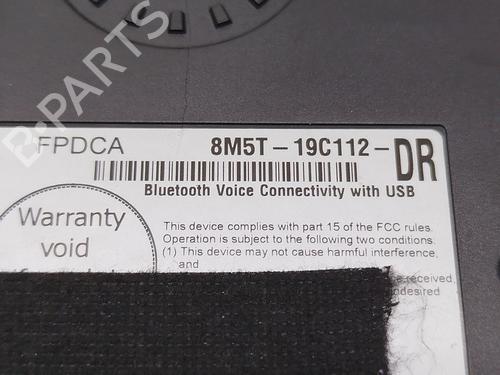 B-PARTS
FPDCA
8M5T-19C112-DR
Bluetooth Voice Connectivity with USB
Warranty
void
This device complies with part 15 of the FCC rules.
Operation is subject to the following two conditions:
(1) This device may not cause harmful interference,
and
received,
undesired